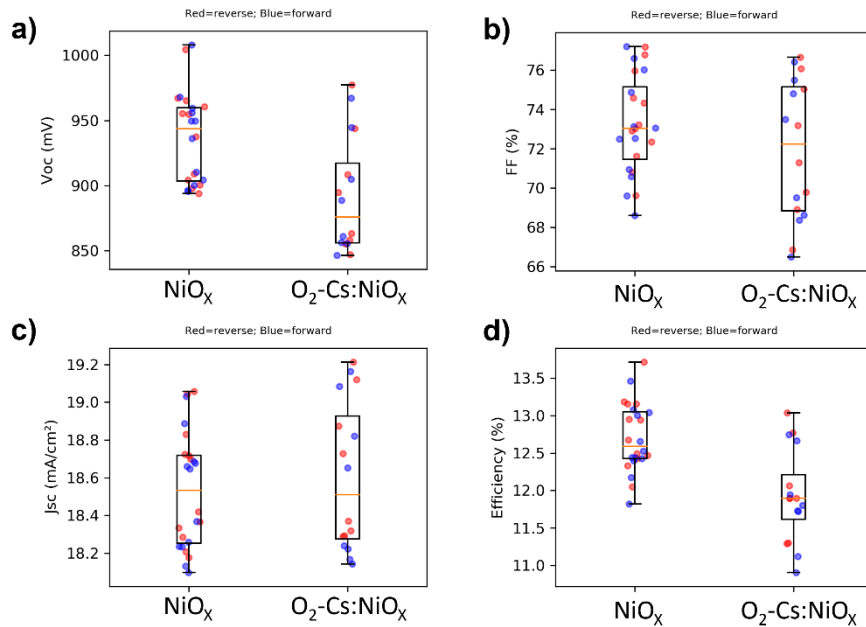 a)
Red=reverse; Blue=forward
Voc (mV)
1000
950
900
850
NiOX
O2-Cs:NiOX
b)
Red=reverse; Blue=forward
FF (%)
76
74
72
70
68
66
NiOX
O2-Cs:NiOX
c)
Red=reverse; Blue=forward
Jsc (mA/cm²)
19.2
19.0
18.8
18.6
18.4
18.2
NiOX
O2-Cs:NiOX
d)
Red=reverse; Blue=forward
Efficiency (%)
13.5
13.0
12.5
12.0
11.5
11.0
NiOX
O2-Cs:NiOX